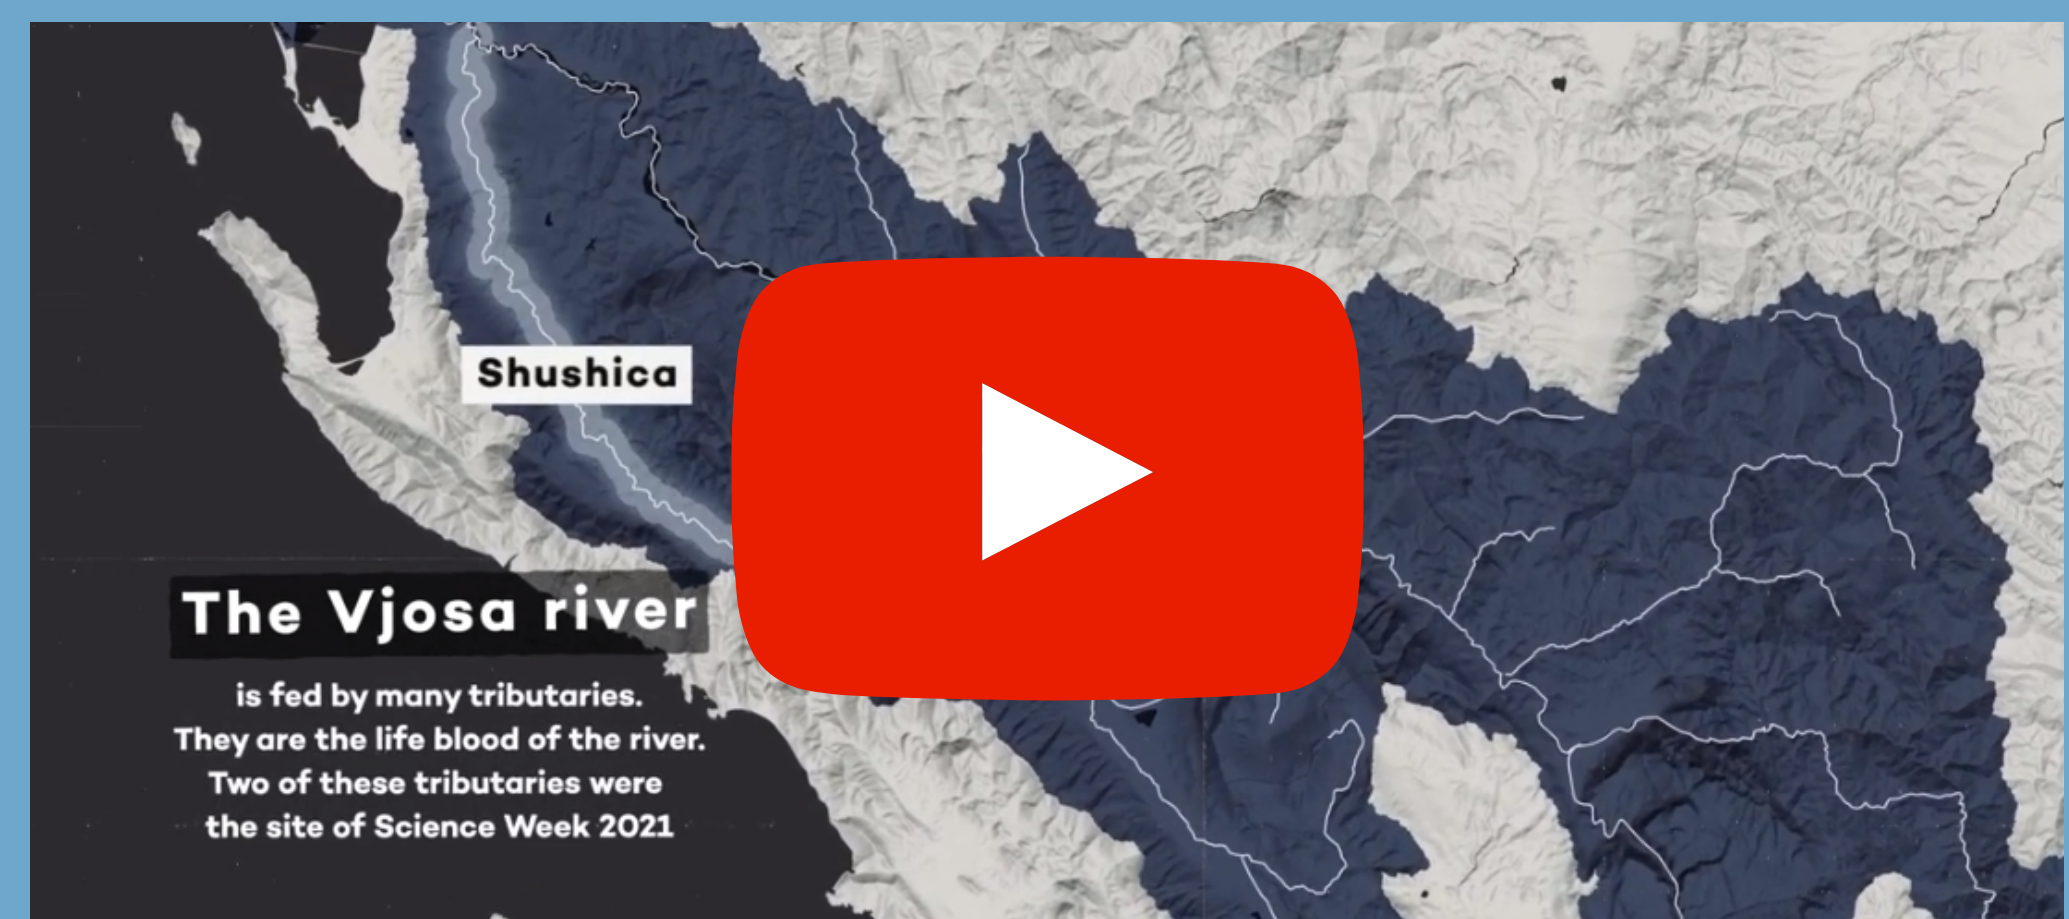 Shushica
The Vjosa river
is fed by many tributaries.
They are the life blood of the river.
Two of these tributaries were
the site of Science Week 2021